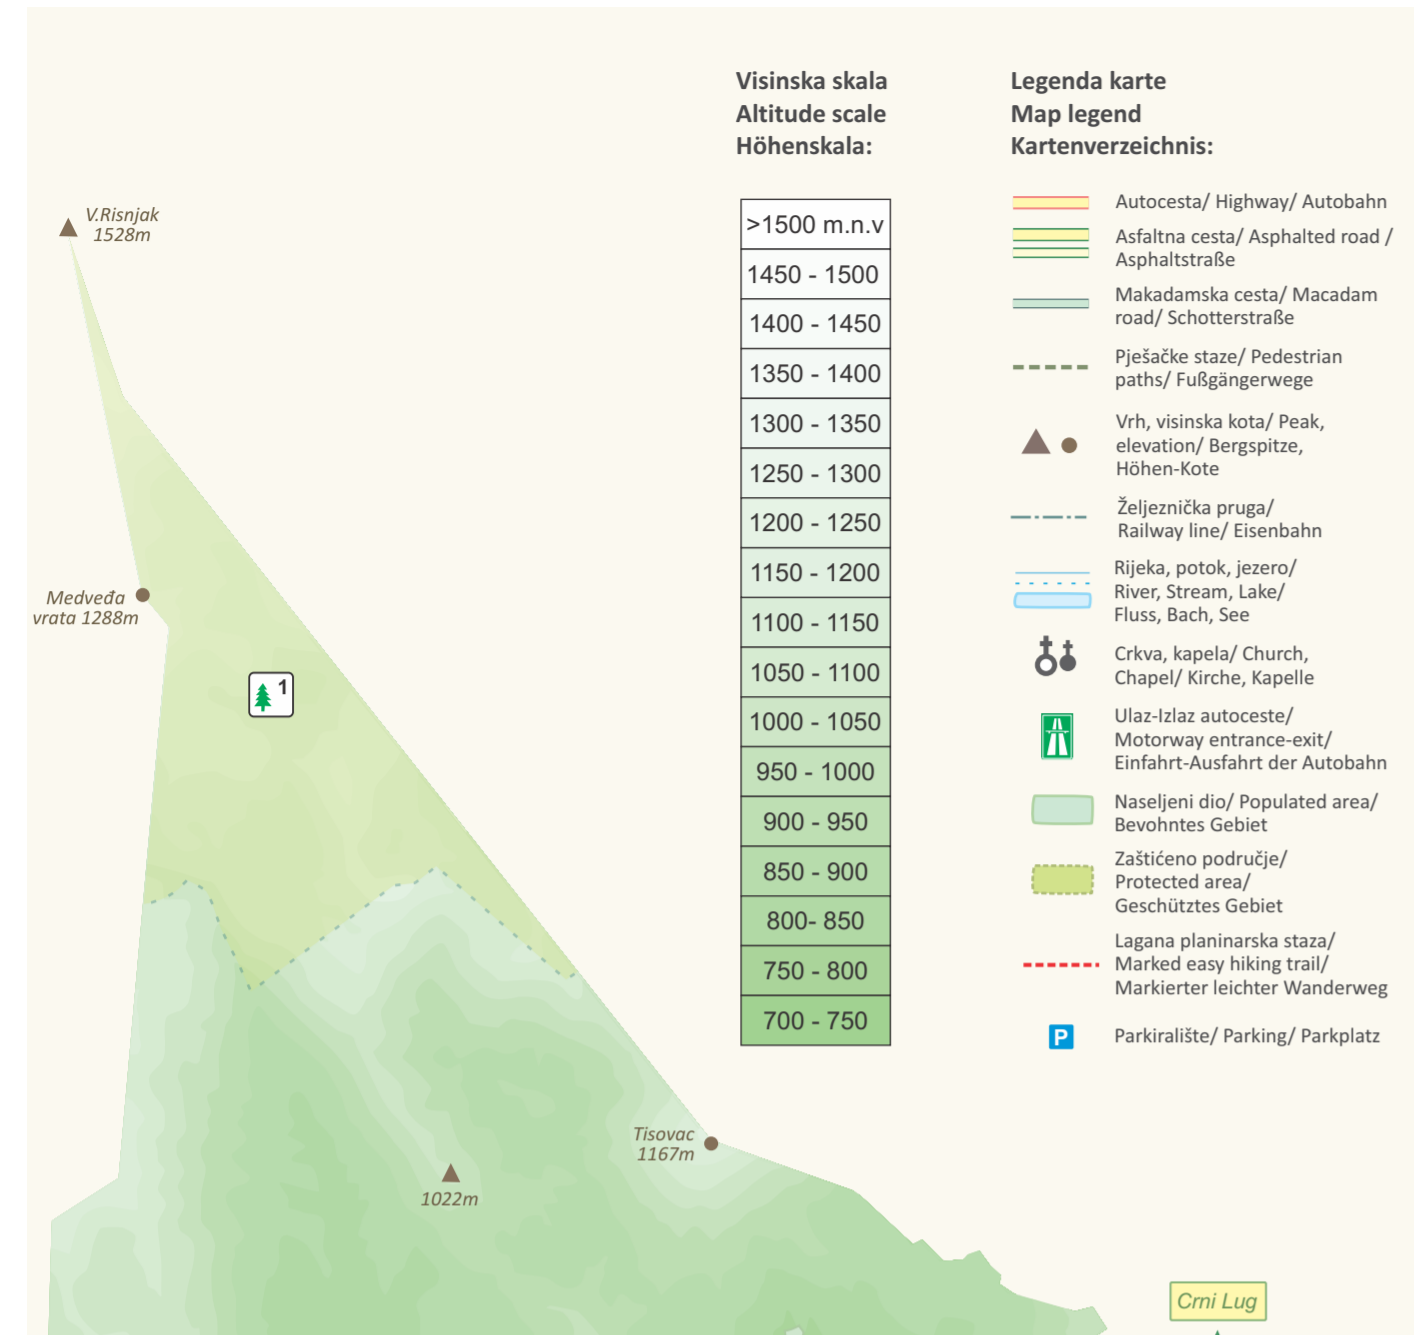 Visinska skala
Altitude scale
Höhenskala:
>1500 m.n.v
1450 - 1500
1400 - 1450
1350 - 1400
1300 - 1350
1250 - 1300
1200 - 1250
1150 - 1200
1100 - 1150
1050 - 1100
1000 - 1050
950 - 1000
900 - 950
850 - 900
800- 850
750 - 800
700 - 750
Legenda karte
Map legend
Kartenverzeichnis:
Autocesta/ Highway/ Autobahn
Asfaltna cesta/ Asphalted road /
Asphaltstraße
Makadamska cesta/ Macadam
road/ Schotterstraße
Pješačke staze/ Pedestrian
paths/ Fußgängerwege
Vrh, visinska kota/ Peak,
elevation/ Bergspitze,
Höhen-Kote
Željeznička pruga/
Railway line/ Eisenbahn
Rijeka, potok, jezero/
River, Stream, Lake/
Fluss, Bach, See
Crkva, kapela/ Church,
Chapel/ Kirche, Kapelle
Ulaz-Izlaz autoceste/
Motorway entrance-exit/
Einfahrt-Ausfahrt der Autobahn
Naseljeni dio/ Populated area/
Bevohntes Gebiet
Zaštićeno područje/
Protected area/
Geschütztes Gebiet
Lagana planinarska staza/
Marked easy hiking trail/
Markierter leichter Wanderweg
P
Parkiralište/ Parking/ Parkplatz
V.Risnjak
1528m
Medveđa
vrata 1288m
1
Tisovac
1167m
1022m
Crni Lug